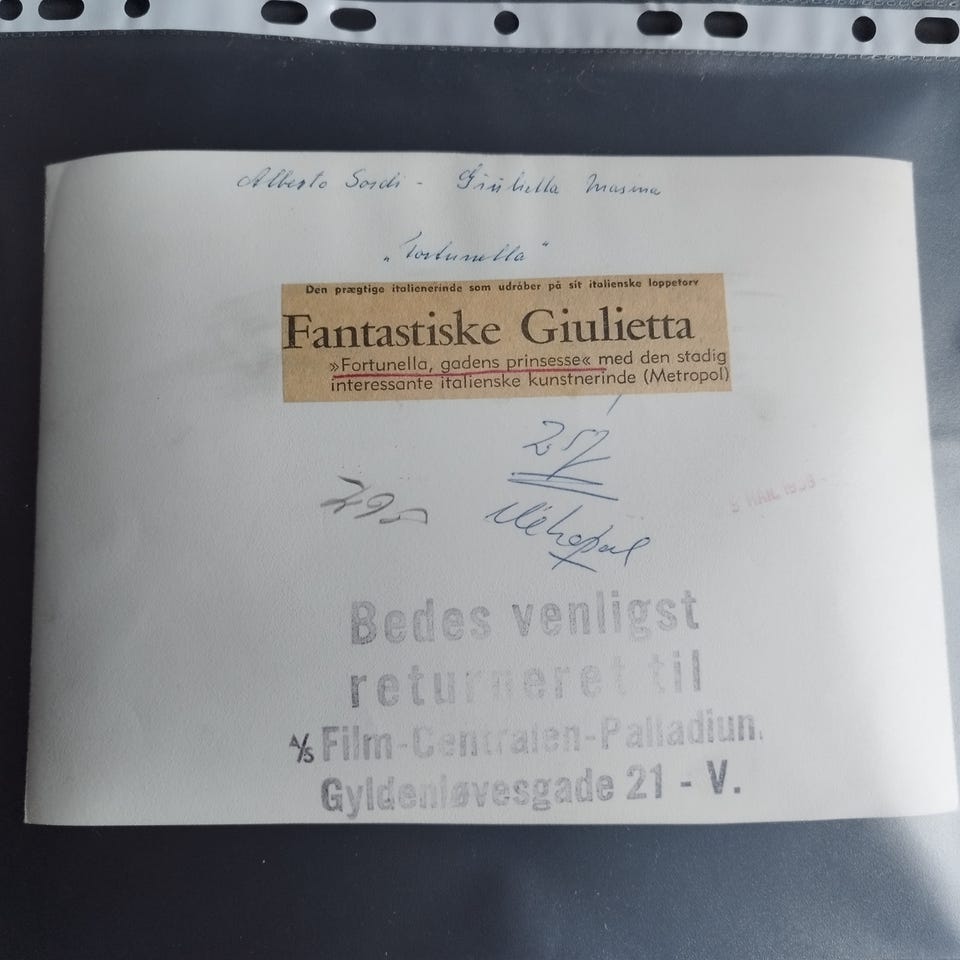 Alberto Sordi - Giulietta Masina
„Fortunella"
Den prægtige italienerinde som udråber på sit italienske loppetorv
Fantastiske Giulietta
»Fortunella, gadens prinsesse« med den stadig
interessante italienske kunstnerinde (Metropol)
295
Metropol
Bedes venligst
returneret til
A/S Film-Centralen-Palladium.
Gyldenløvesgade 21 - V.